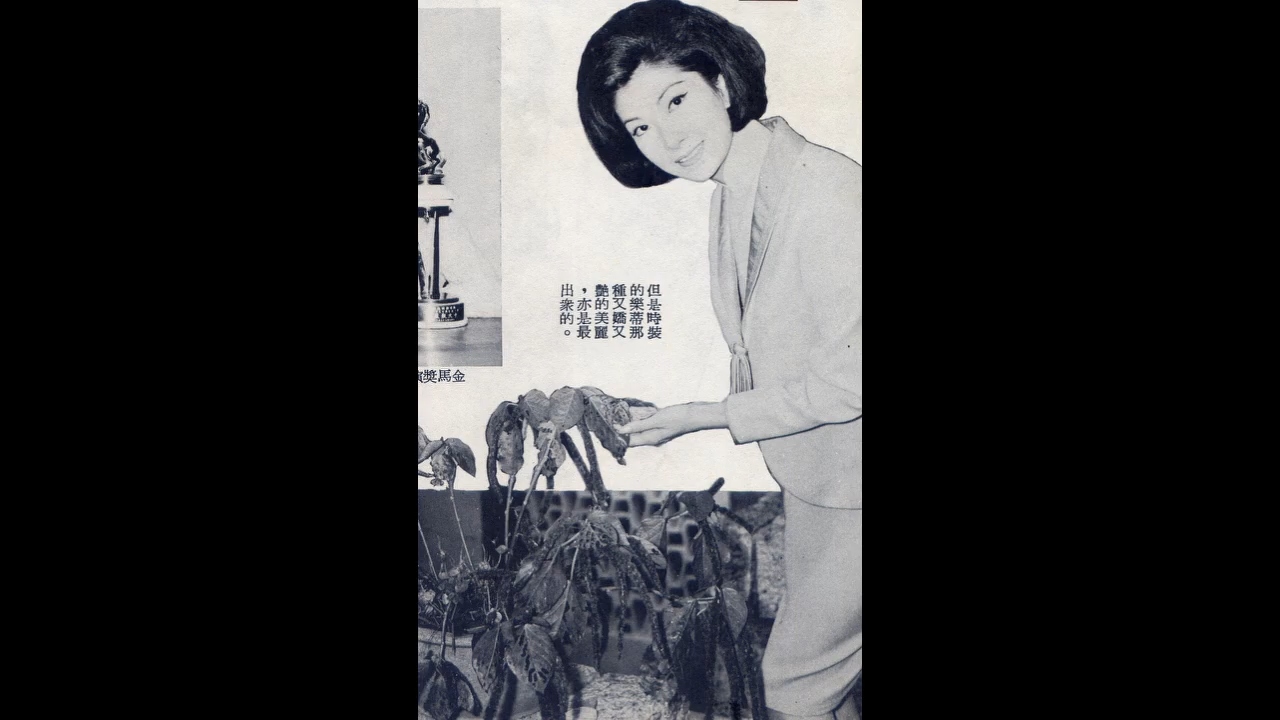 但是時裝
的樂蒂那
種又嬌又
艷的美麗
，亦是最
出衆的。
金馬獎